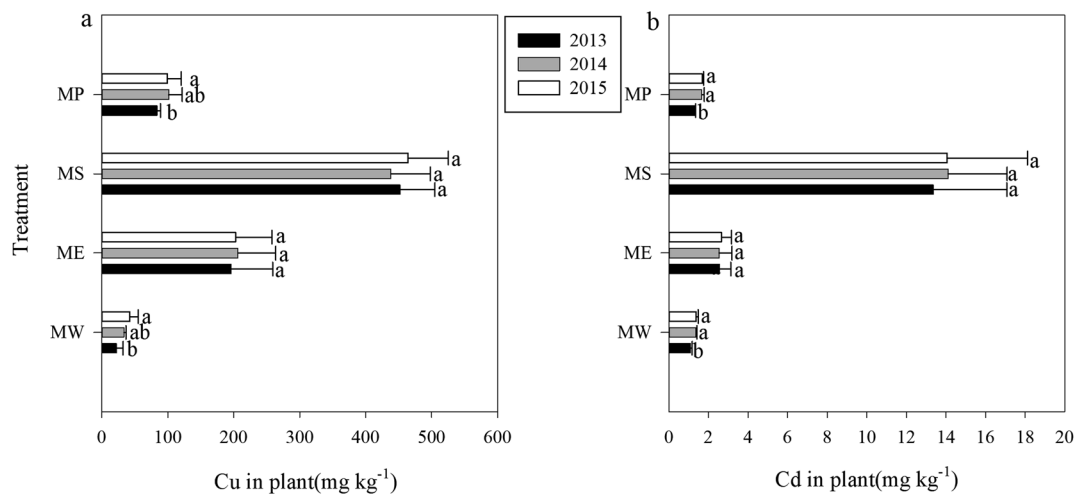 a
2013
2014
2015
Treatment
MP
a
ab
b
MS
a
a
a
ME
a
a
a
MW
a
ab
b
0 100 200 300 400 500 600
Cu in plant(mg kg⁻¹)
b
MP
a
a
b
MS
a
a
a
ME
a
a
a
MW
a
a
b
0 2 4 6 8 10 12 14 16 18 20
Cd in plant(mg kg⁻¹)